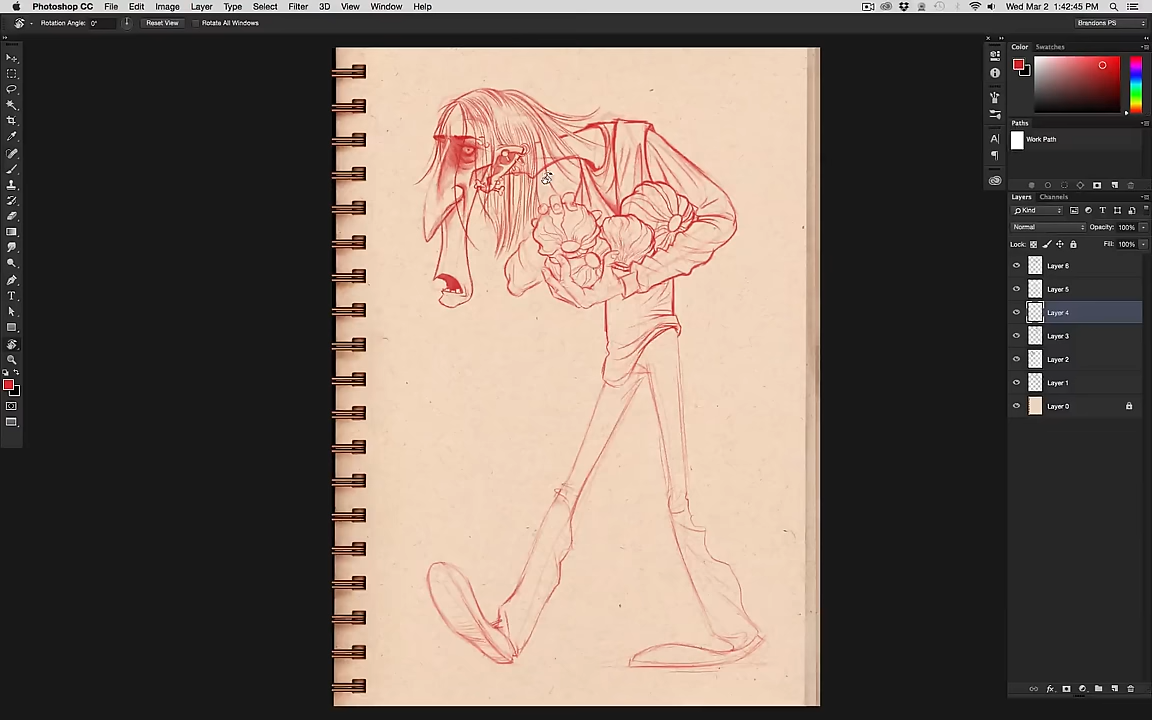 Photoshop CC File Edit Image Layer Type Select Filter 3D View Window Help Wed Mar 2 1:42:45 PM
Rotation Angle: 0° Reset View Rotate All Windows Brandons PS
Color Swatches
Paths
Work Path
Layers Channels
Kind
Normal Opacity: 100%
Lock: Fill: 100%
Layer 6
Layer 5
Layer 4
Layer 3
Layer 2
Layer 1
Layer 0